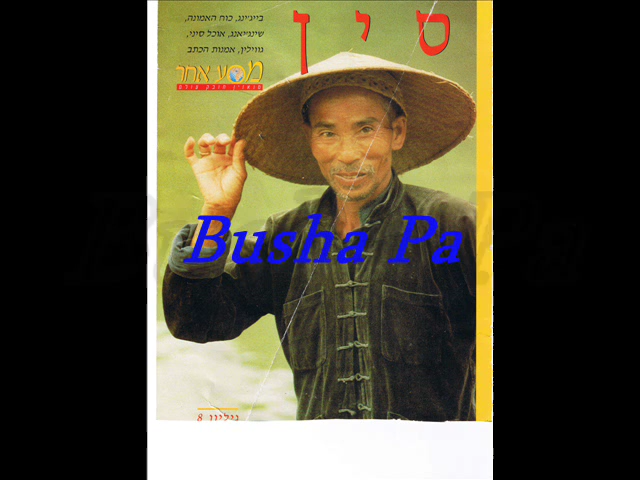 סין
בייג'ינג, כוח האמונה,
שינג'יאנג, אוכל סיני,
גווילין, אמנות הכתב
מסע אחר
Busha Pa
גיליון 8